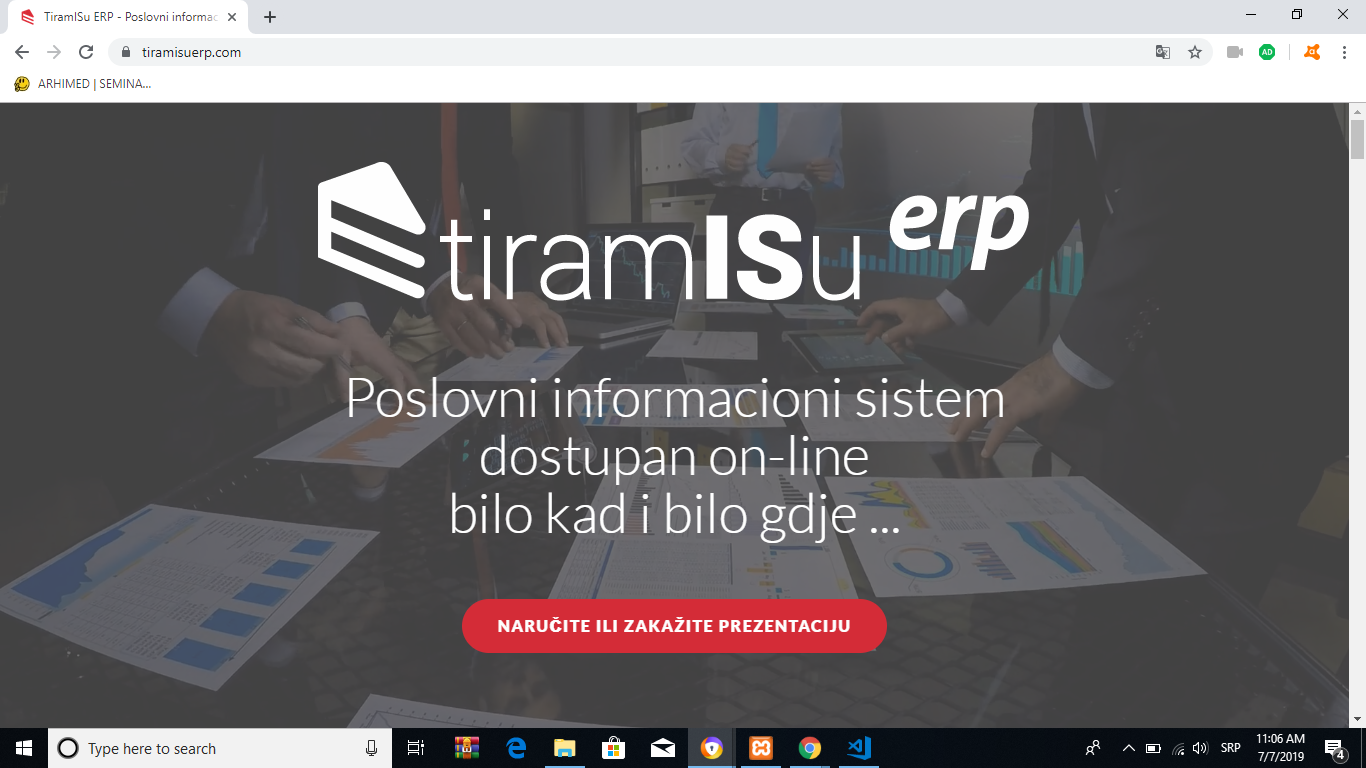 TiramISu ERP - Poslovni informac
tiramisuerp.com
AD
ARHIMED | SEMINA...
tiramISu erp
Poslovni informacioni sistem
dostupan on-line
bilo kad i bilo gdje ...
NARUČITE ILI ZAKAŽITE PREZENTACIJU
Type here to search
SRP
11:06 AM
7/7/2019
4